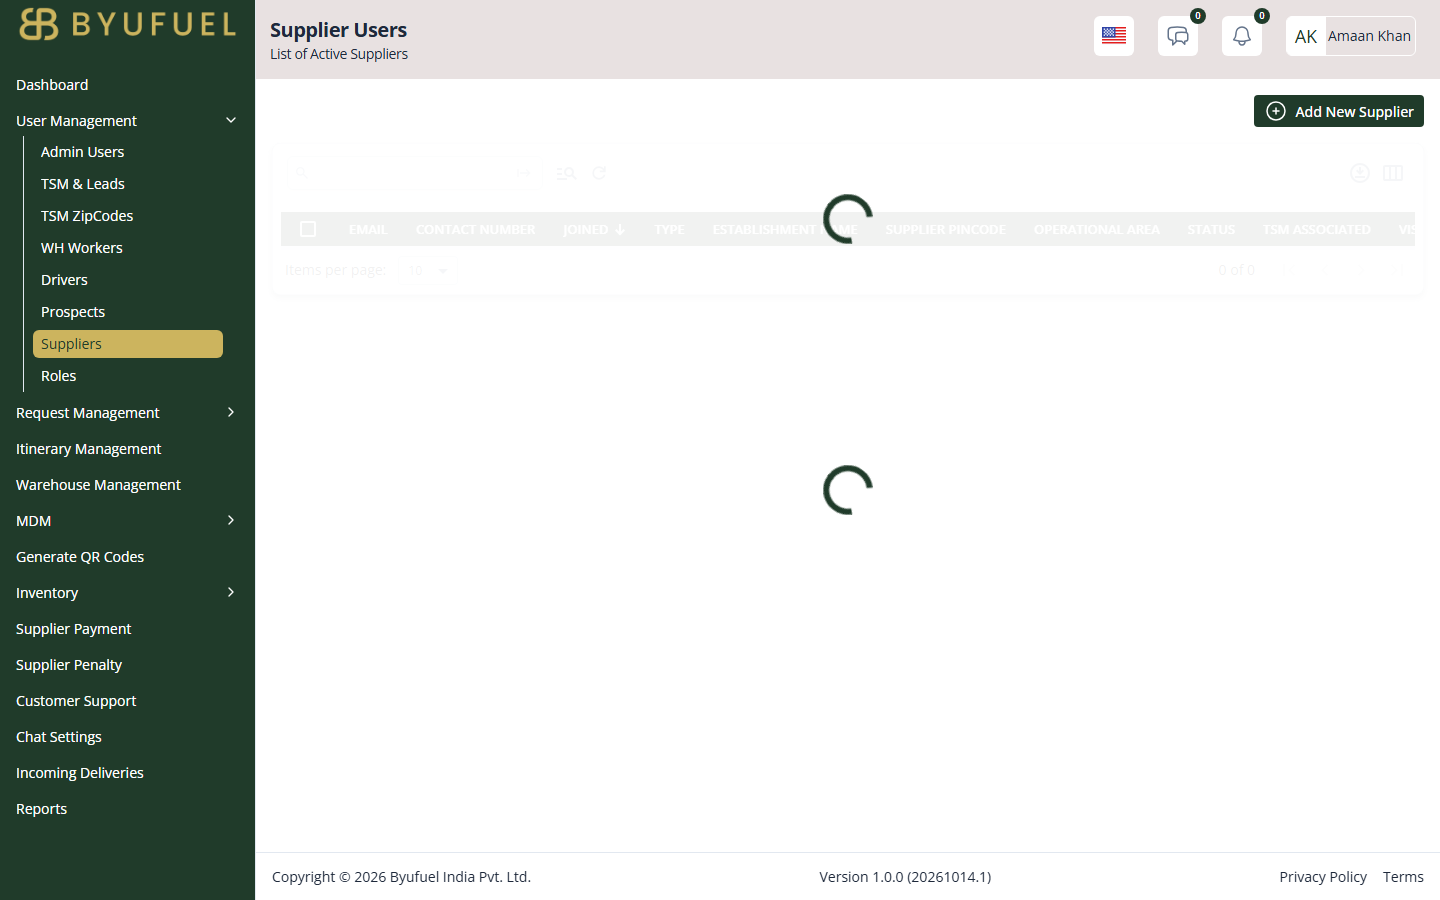 BYUFUEL
Dashboard
User Management
Admin Users
TSM & Leads
TSM ZipCodes
WH Workers
Drivers
Prospects
Suppliers
Roles
Request Management
Itinerary Management
Warehouse Management
MDM
Generate QR Codes
Inventory
Supplier Payment
Supplier Penalty
Customer Support
Chat Settings
Incoming Deliveries
Reports
Supplier Users
List of Active Suppliers
0
0
AK
Amaan Khan
Add New Supplier
EMAIL CONTACT NUMBER JOINED TYPE ESTABLISHMENT SUPPLIER PINCODE OPERATIONAL AREA STATUS TSM ASSOCIATED
Items per page: 10
0 of 0
Copyright © 2026 Byufuel India Pvt. Ltd.
Version 1.0.0 (20261014.1)
Privacy Policy
Terms